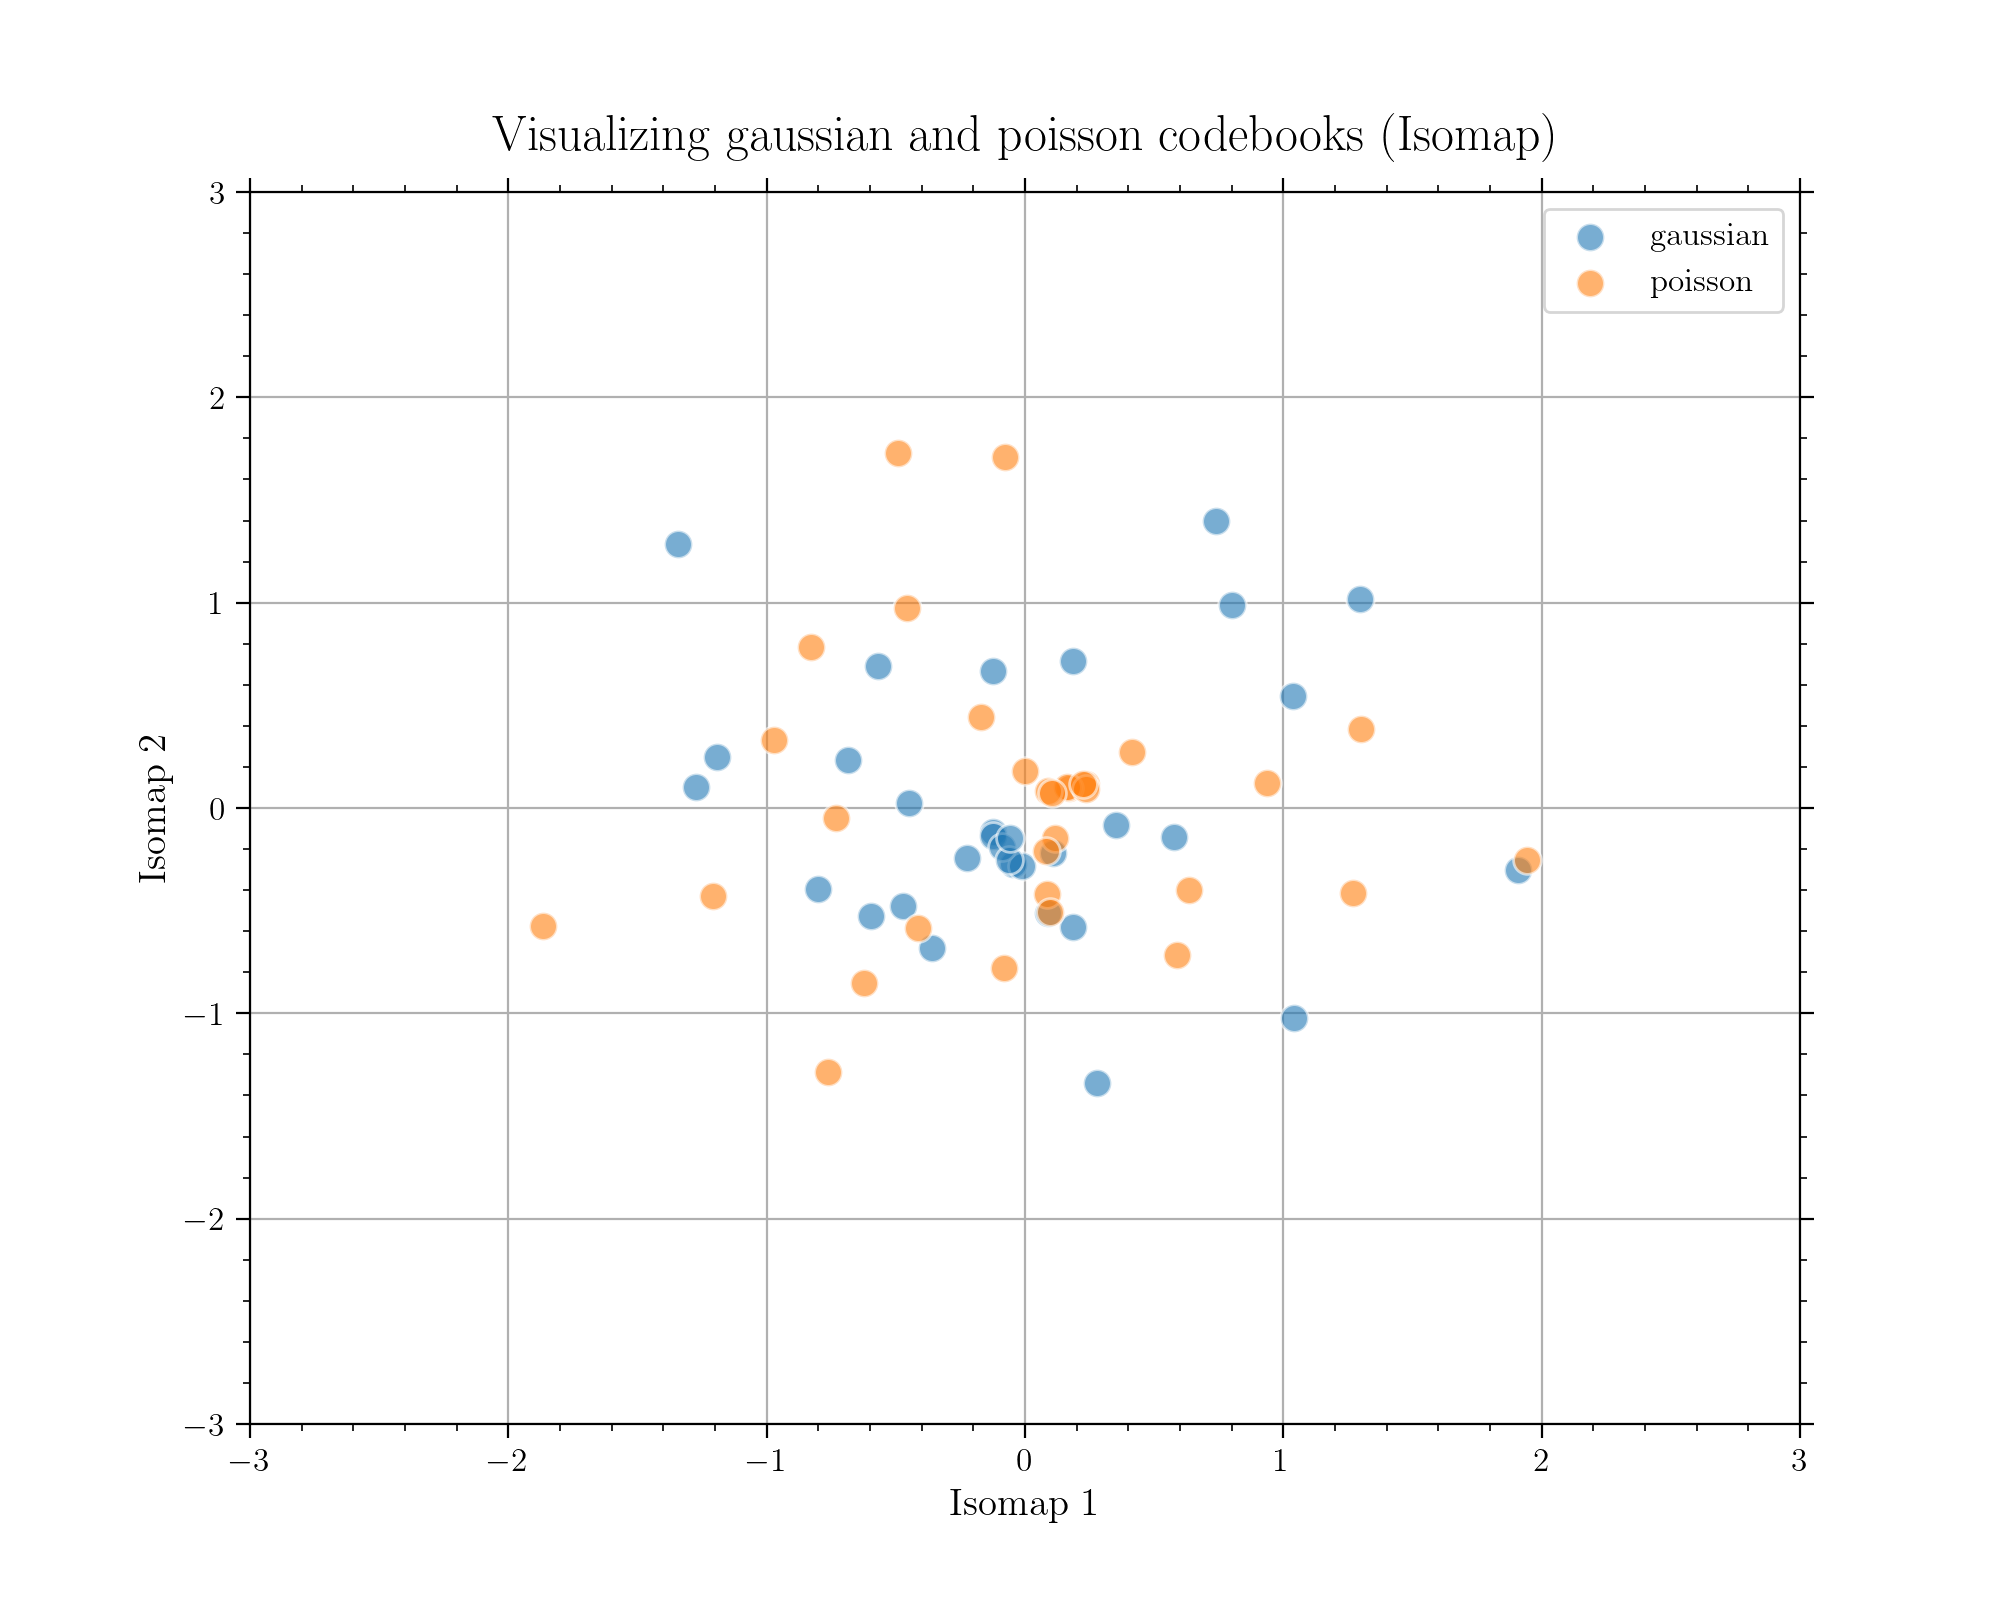 Visualizing gaussian and poisson codebooks (Isomap)
3
gaussian
poisson
2
1
Isomap 2
0
−1
−2
−3
−3 −2 −1 0 1 2 3
Isomap 1